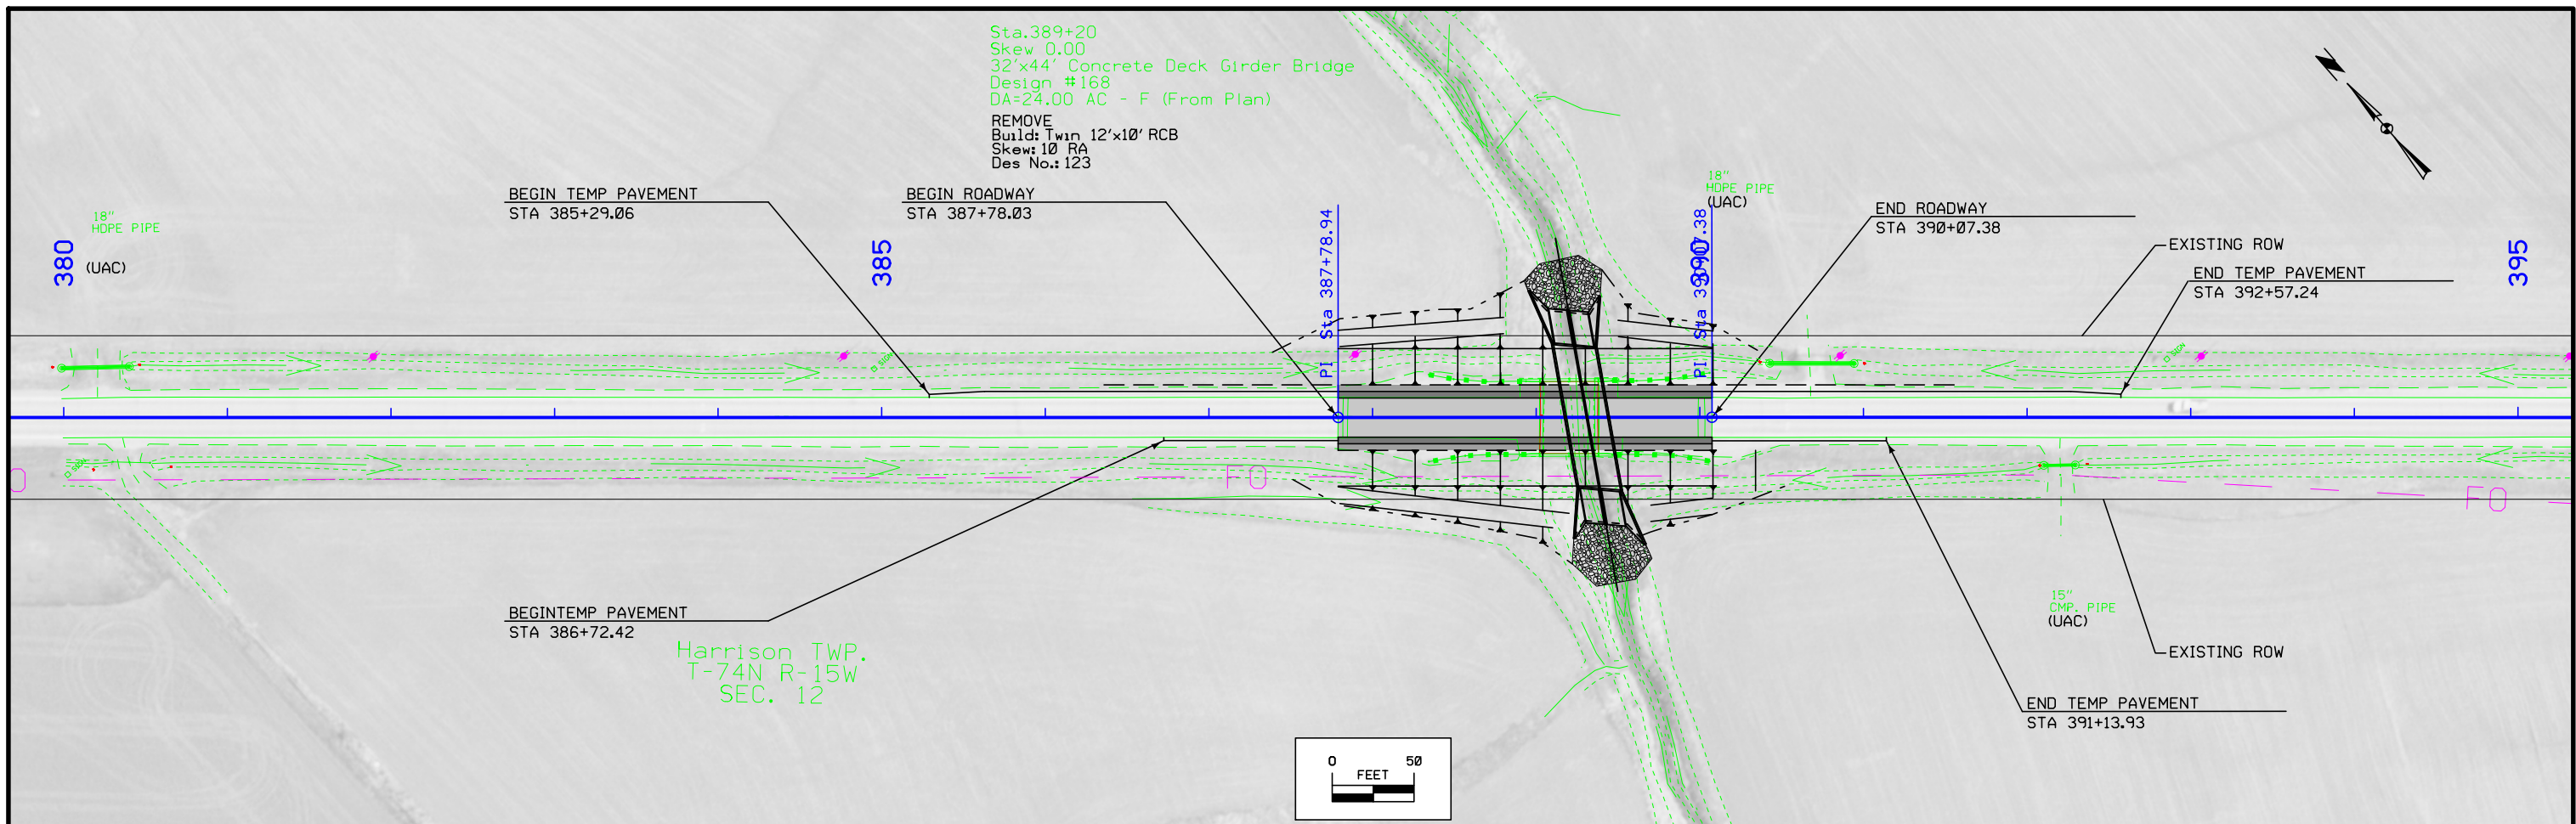 Sta.389+20
Skew 0.00
32'x44' Concrete Deck Girder Bridge
Design #168
DA=24.00 AC - F (From Plan)
REMOVE
Build: Twin 12'x10' RCB
Skew: 10 RA
Des No.: 123
BEGIN TEMP PAVEMENT
STA 385+29.06
BEGIN ROADWAY
STA 387+78.03
18"
HDPE PIPE
(UAC)
18"
HDPE PIPE
(UAC)
END ROADWAY
STA 390+07.38
EXISTING ROW
END TEMP PAVEMENT
STA 392+57.24
380
385
PI Sta 387+78.94
390
PI Sta 390+07.38
395
SIGN
SIGN
SIGN
O
FO
FO
BEGINTEMP PAVEMENT
STA 386+72.42
Harrison TWP.
T-74N R-15W
SEC. 12
15"
CMP. PIPE
(UAC)
EXISTING ROW
END TEMP PAVEMENT
STA 391+13.93
0 50
FEET